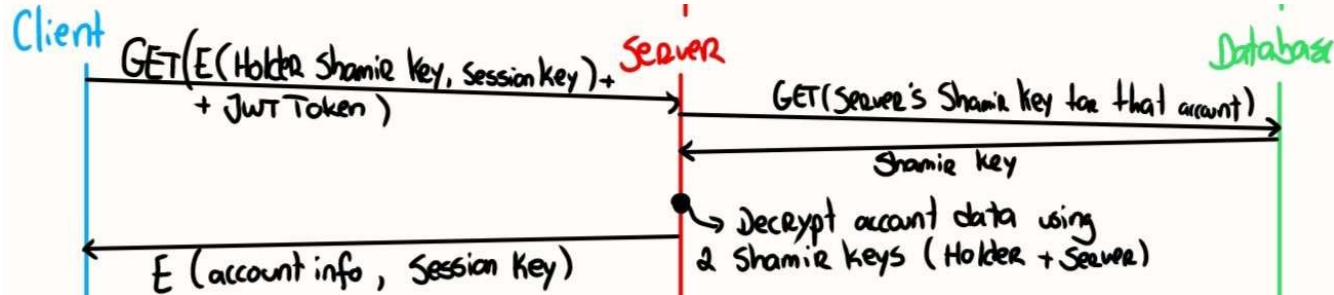 Client
Server
Database
GET(E(Holder Shamir Key, Session Key) +
+ JWT Token)
GET(Server's Shamir Key for that account)
Shamir Key
Decrypt account data using
2 Shamir Keys (Holder + Server)
E (account info, Session Key)